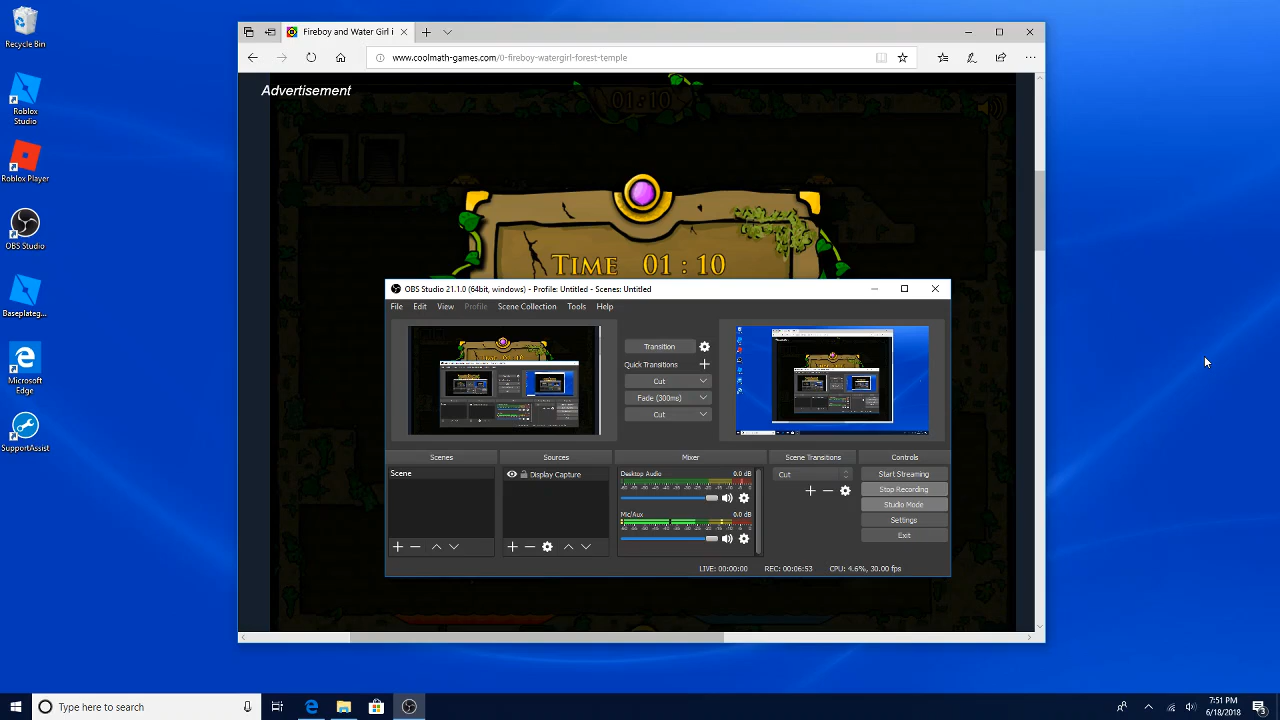 Recycle Bin
Roblox
Studio
Roblox Player
OBS Studio
Baseplateg...
Microsoft
Edge
SupportAssist
Fireboy and Water Girl i
www.coolmath-games.com/0-fireboy-watergirl-forest-temple
Advertisement
01:10
TIME 01 : 10
OBS Studio 21.1.0 (64bit, windows) - Profile: Untitled - Scenes: Untitled
File Edit View Profile Scene Collection Tools Help
Transition
Quick Transitions
Cut
Fade (300ms)
Cut
Scenes
Scene
Sources
Display Capture
Mixer
Desktop Audio 0.0 dB
Mic/Aux 0.0 dB
Scene Transitions
Cut
Controls
Start Streaming
Stop Recording
Studio Mode
Settings
Exit
LIVE: 00:00:00 REC: 00:06:53 CPU: 4.6%, 30.00 fps
Type here to search
7:51 PM
6/18/2018
3